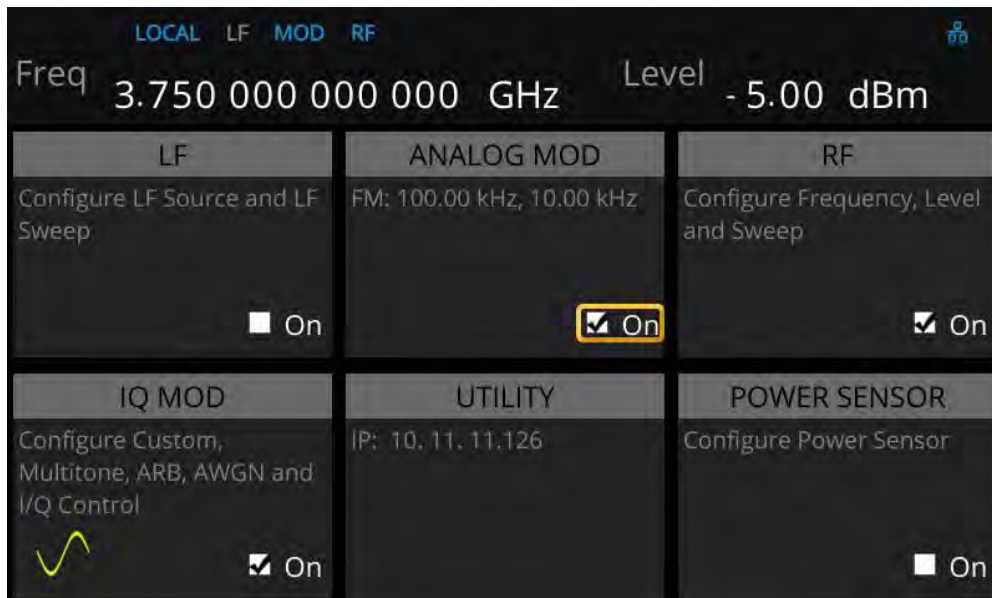 LOCAL LF MOD RF
Freq 3.750 000 000 000 GHz Level - 5.00 dBm
LF
Configure LF Source and LF
Sweep
On
ANALOG MOD
FM: 100.00 kHz, 10.00 kHz
On
RF
Configure Frequency, Level
and Sweep
On
IQ MOD
Configure Custom,
Multitone, ARB, AWGN and
I/Q Control
On
UTILITY
IP: 10. 11. 11.126
POWER SENSOR
Configure Power Sensor
On